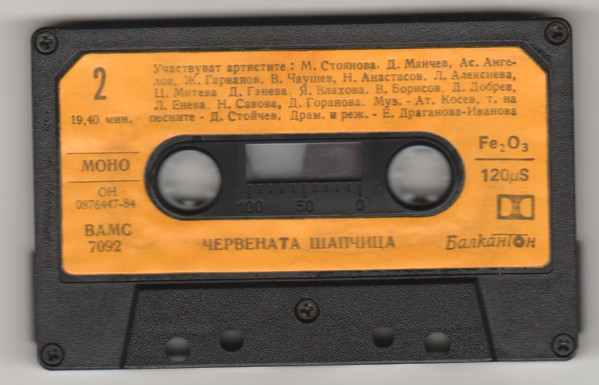 Участвуват артистите : М. Стоянова, Д. Манчев, Ас. Анге-
лов, Ж. Гарванов, В. Чаушев, Н. Анастасов, Л. Алексиева,
Ц. Митева, Д. Ганева, Я. Влахова, В. Борисов, Д. Добрев,
Л. Енева, Н. Савова, Д. Горанова. Муз. - Ат. Косев, т. на
песните - Д. Стойчев, Драм. и реж. - Е. Драганова-Иванова
2
19,40 мин.
МОНО
ОН
0876447-84
ВАМС
7092
Fe2O3
120µS
100 50 0
ЧЕРВЕНАТА ШАПЧИЦА
Балкантон